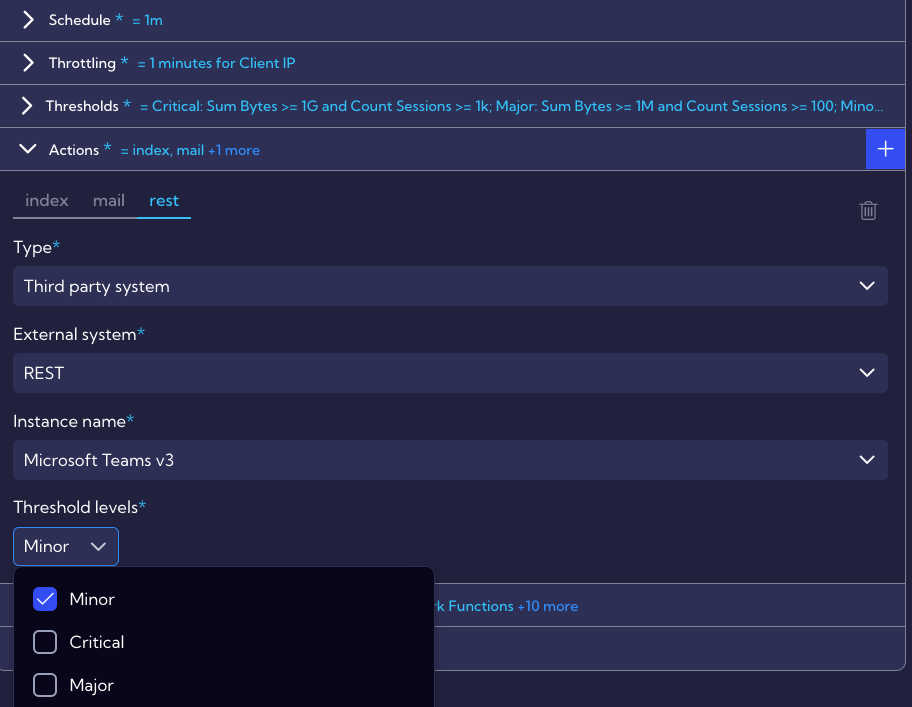 Schedule * = 1m
Throttling * = 1 minutes for Client IP
Thresholds * = Critical: Sum Bytes >= 1G and Count Sessions >= 1k; Major: Sum Bytes >= 1M and Count Sessions >= 100; Mino...
Actions * = index, mail +1 more
index mail rest
Type*
Third party system
External system*
REST
Instance name*
Microsoft Teams v3
Threshold levels*
Minor
Minor
rk Functions +10 more
Critical
Major